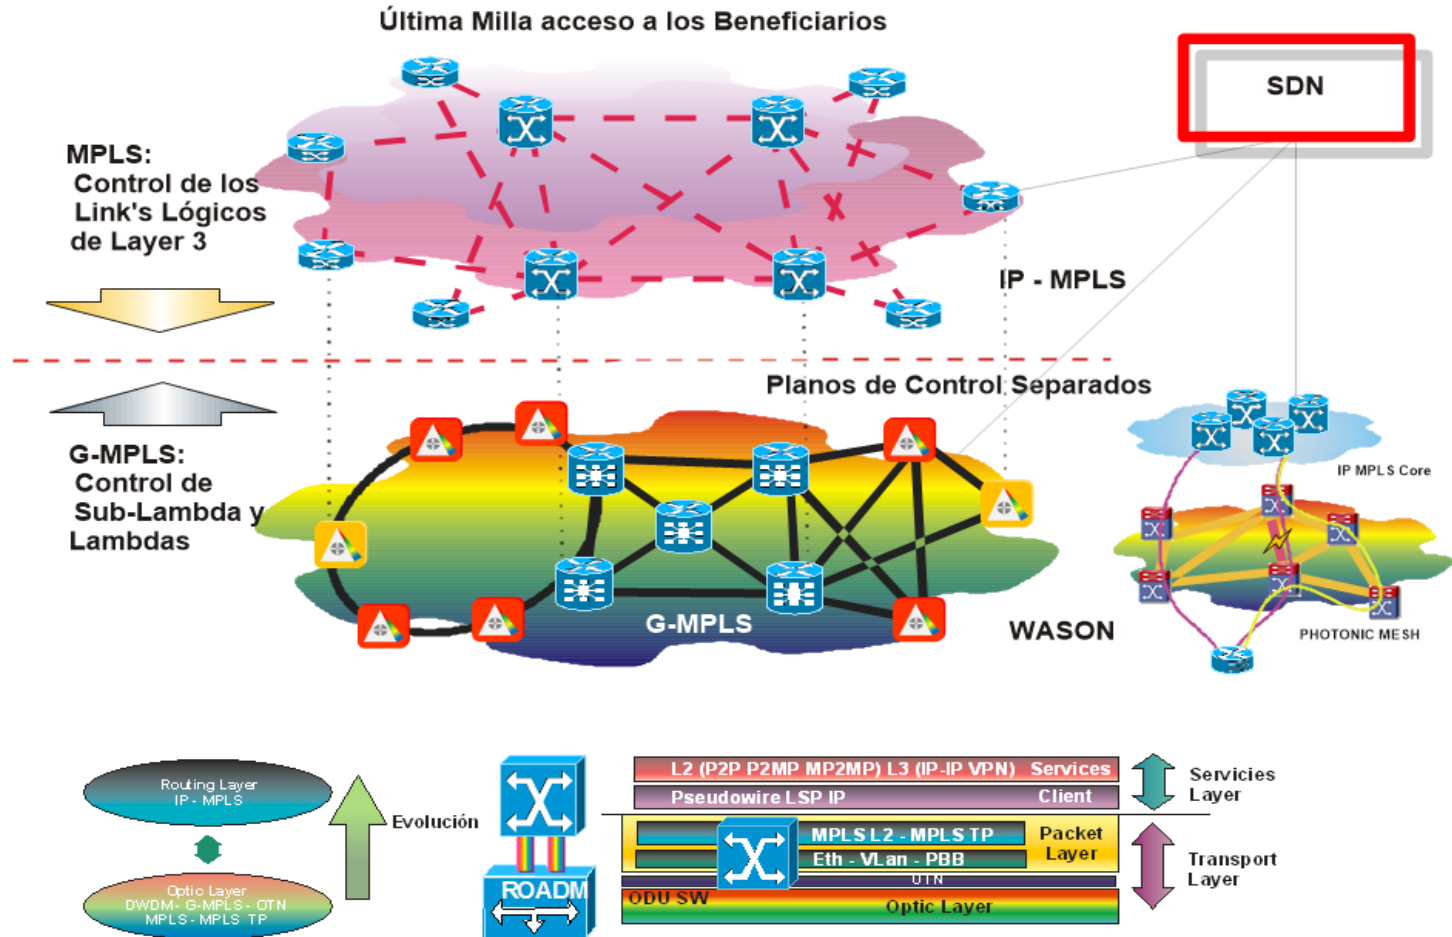 Última Milla acceso a los Beneficiarios
SDN
MPLS:
Control de los
Link's Lógicos
de Layer 3
IP - MPLS
Planos de Control Separados
G-MPLS:
Control de
Sub-Lambda y
Lambdas
G-MPLS
WASON
IP MPLS Core
PHOTONIC MESH
Routing Layer
IP - MPLS
Evolución
Optic Layer
DWDM - G-MPLS - OTN
MPLS - MPLS TP
ROADM
L2 (P2P P2MP MP2MP) L3 (IP-IP VPN) Services
Pseudowire LSP IP Client
MPLS L2 - MPLS TP
Eth - VLan - PBB
Packet
Layer
OTN
ODU SW
Optic Layer
Servicies
Layer
Transport
Layer